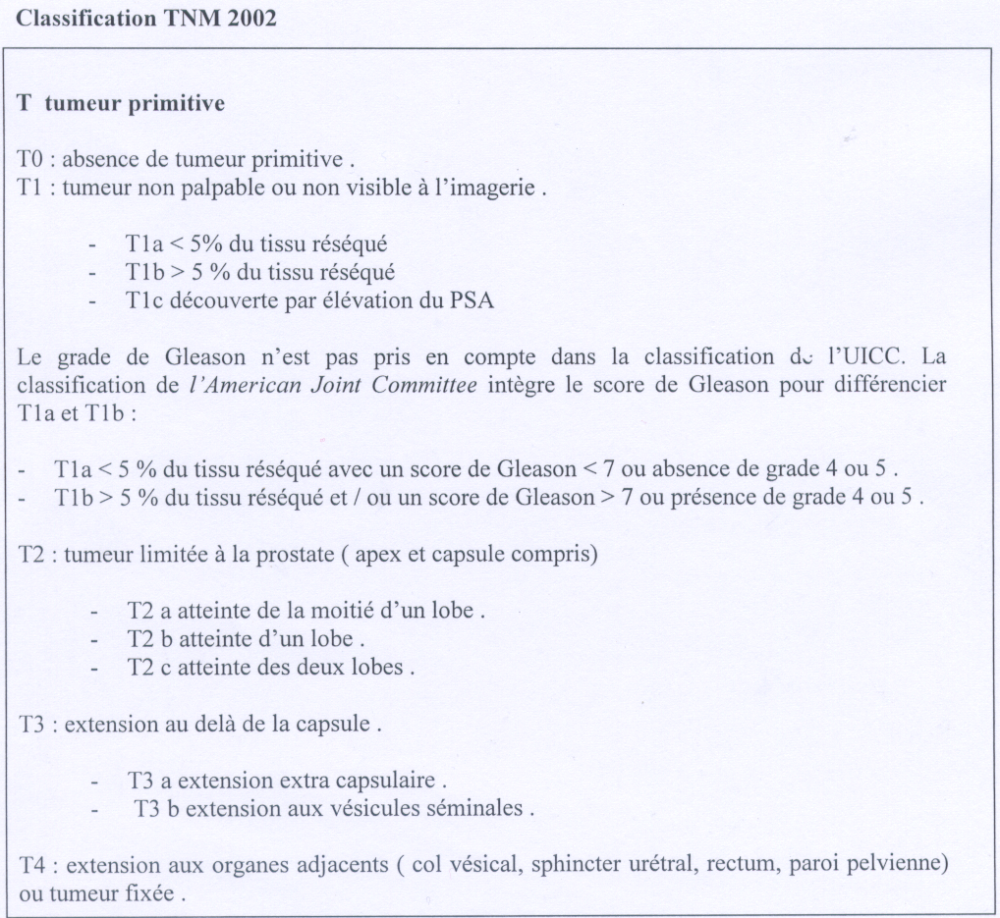 Classification TNM 2002
T tumeur primitive
T0 : absence de tumeur primitive .
T1 : tumeur non palpable ou non visible à l’imagerie .
- T1a < 5% du tissu réséqué
- T1b > 5 % du tissu réséqué
- T1c découverte par élévation du PSA
Le grade de Gleason n’est pas pris en compte dans la classification de l’UICC. La
classification de l’American Joint Committee intègre le score de Gleason pour différencier
T1a et T1b :
- T1a < 5 % du tissu réséqué avec un score de Gleason < 7 ou absence de grade 4 ou 5 .
- T1b > 5 % du tissu réséqué et / ou un score de Gleason > 7 ou présence de grade 4 ou 5 .
T2 : tumeur limitée à la prostate ( apex et capsule compris)
- T2 a atteinte de la moitié d’un lobe .
- T2 b atteinte d’un lobe .
- T2 c atteinte des deux lobes .
T3 : extension au delà de la capsule .
- T3 a extension extra capsulaire .
- T3 b extension aux vésicules séminales .
T4 : extension aux organes adjacents ( col vésical, sphincter urétral, rectum, paroi pelvienne)
ou tumeur fixée .